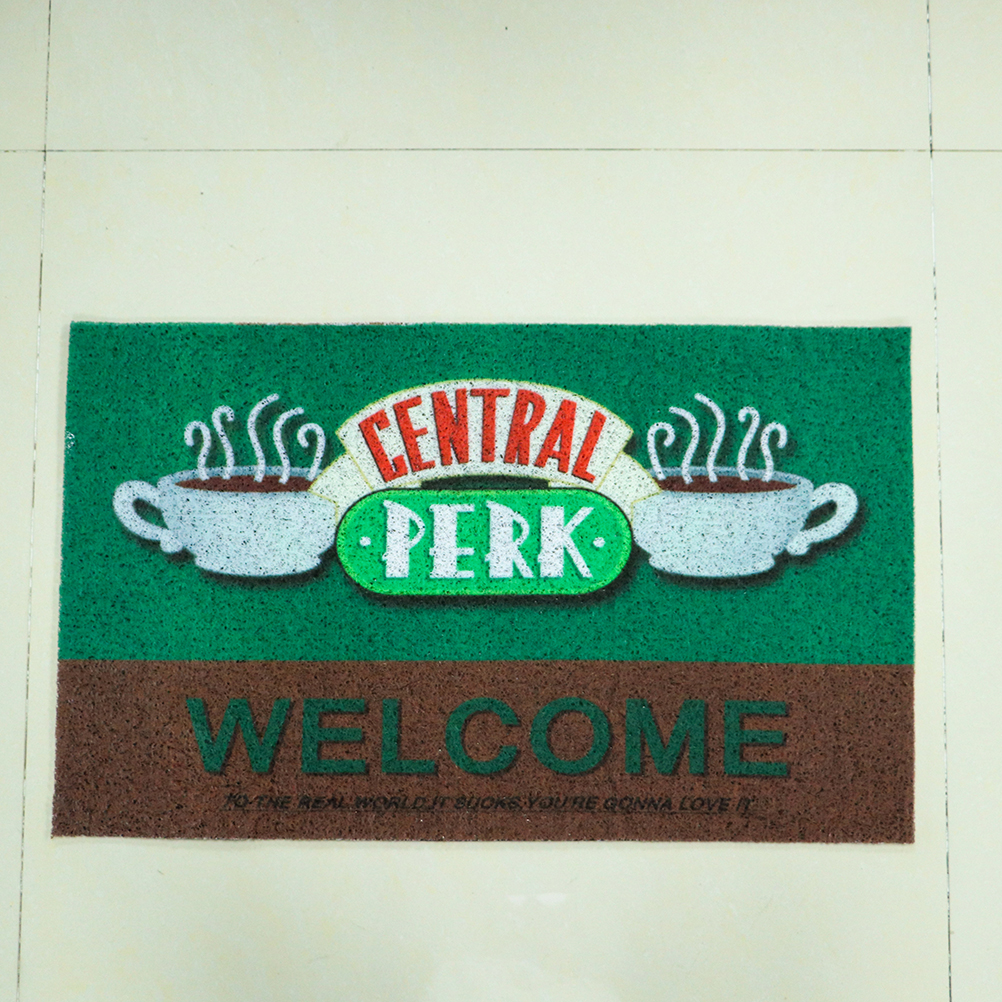 CENTRAL
·PERK·
WELCOME
TO THE REAL WORLD.IT SUCKS.YOU'RE GONNA LOVE IT